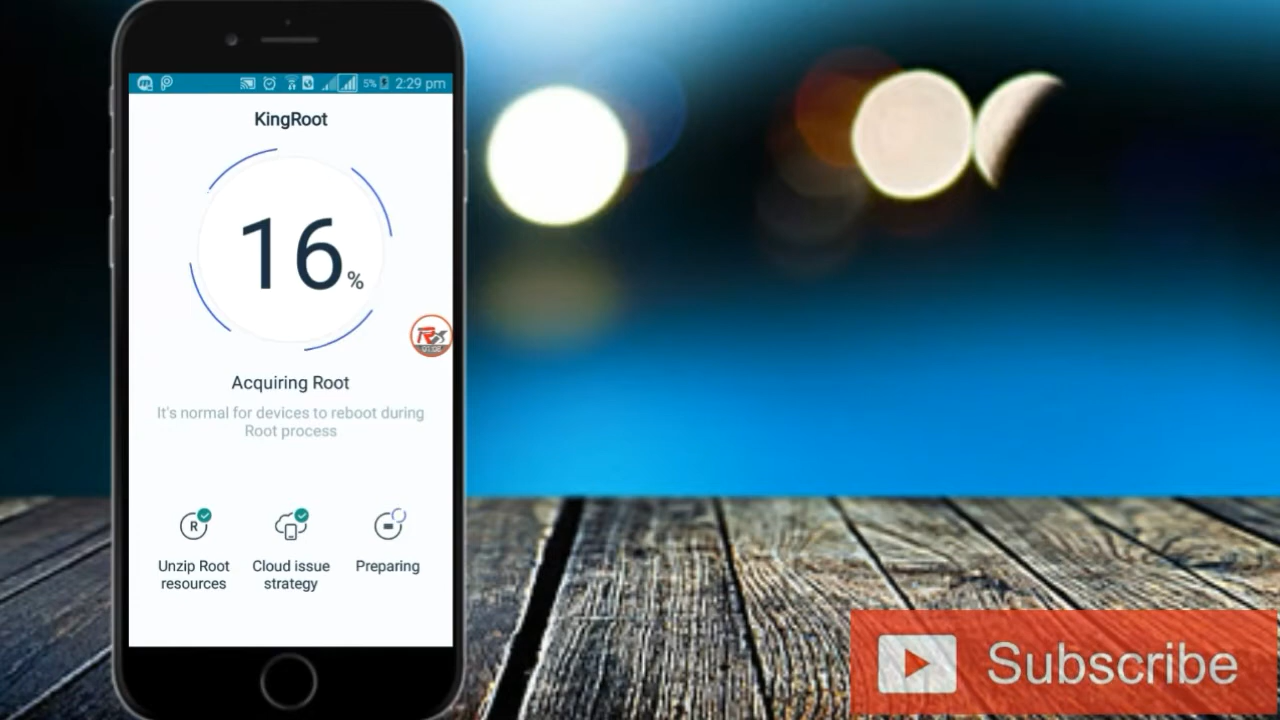 5% 2:29 pm
KingRoot
16%
Acquiring Root
It's normal for devices to reboot during
Root process
R
Unzip Root
resources
Cloud issue
strategy
Preparing
Subscribe